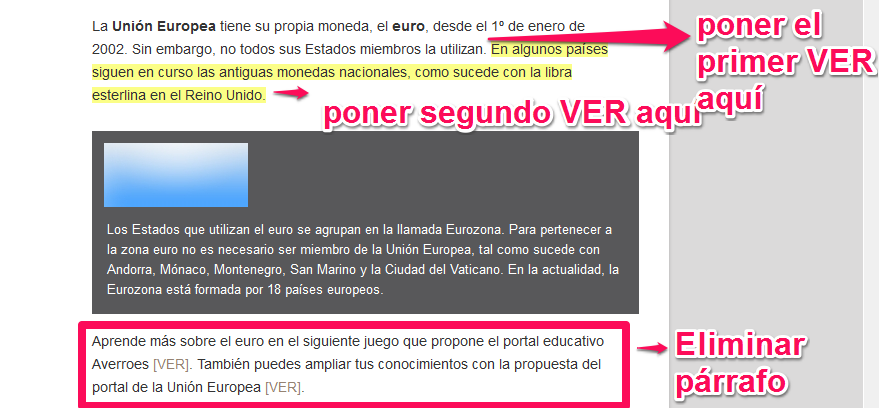 La Unión Europea tiene su propia moneda, el euro, desde el 1º de enero de
2002. Sin embargo, no todos sus Estados miembros la utilizan. En algunos países
siguen en curso las antiguas monedas nacionales, como sucede con la libra
esterlina en el Reino Unido.
poner el
primer VER
aquí
poner segundo VER aquí
Los Estados que utilizan el euro se agrupan en la llamada Eurozona. Para pertenecer a
la zona euro no es necesario ser miembro de la Unión Europea, tal como sucede con
Andorra, Mónaco, Montenegro, San Marino y la Ciudad del Vaticano. En la actualidad, la
Eurozona está formada por 18 países europeos.
Aprende más sobre el euro en el siguiente juego que propone el portal educativo
Averroes [VER]. También puedes ampliar tus conocimientos con la propuesta del
portal de la Unión Europea [VER].
Eliminar
párrafo